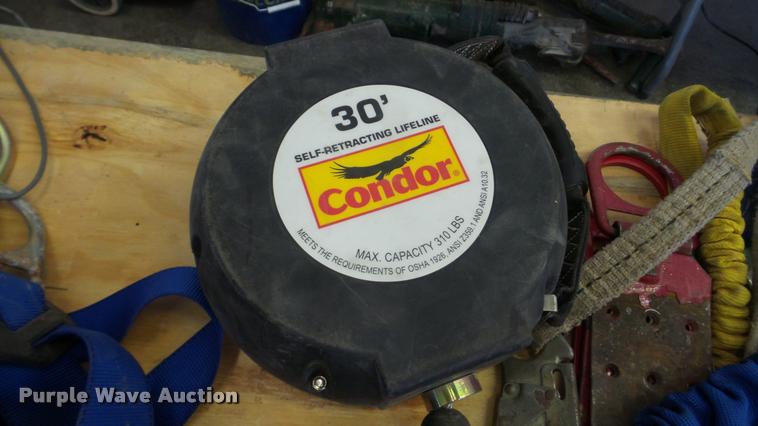 30'
SELF-RETRACTING LIFELINE
Condor®
MAX. CAPACITY 310 LBS
MEETS THE REQUIREMENTS OF OSHA 1926, ANSI Z359.1 AND ANSI A10.32
Purple Wave Auction